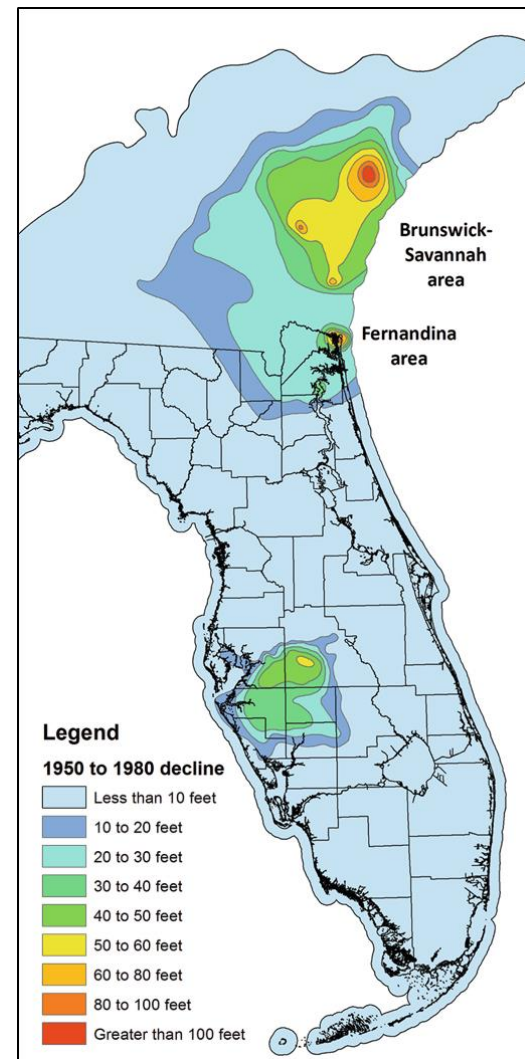 Brunswick-
Savannah
area
Fernandina
area
Legend
1950 to 1980 decline
Less than 10 feet
10 to 20 feet
20 to 30 feet
30 to 40 feet
40 to 50 feet
50 to 60 feet
60 to 80 feet
80 to 100 feet
Greater than 100 feet